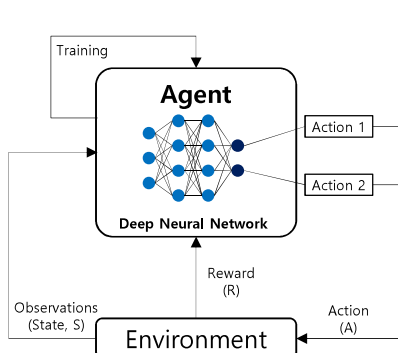 Training
Agent
Action 1
Action 2
Deep Neural Network
Reward
(R)
Observations
(State, S)
Action
(A)
Environment